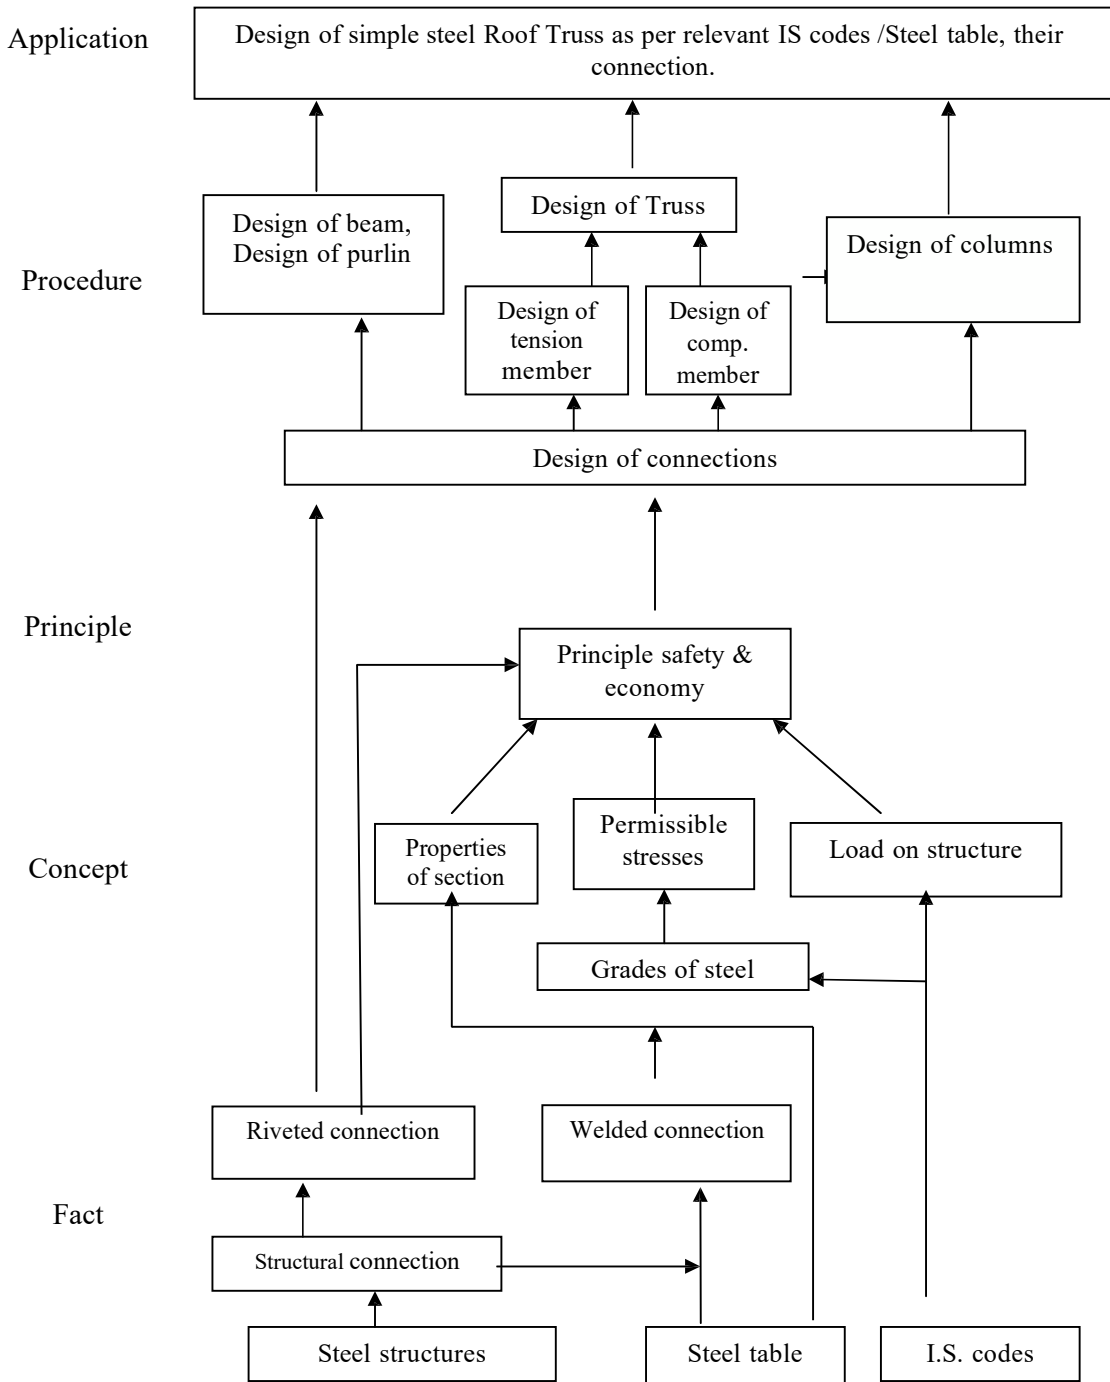 Application
Design of simple steel Roof Truss as per relevant IS codes /Steel table, their
connection.
Design of beam,
Design of purlin
Design of Truss
Design of columns
Procedure
Design of
tension
member
Design of
comp.
member
Design of connections
Principle
Principle safety &
economy
Concept
Properties
of section
Permissible
stresses
Load on structure
Grades of steel
Riveted connection
Welded connection
Fact
Structural connection
Steel structures
Steel table
I.S. codes